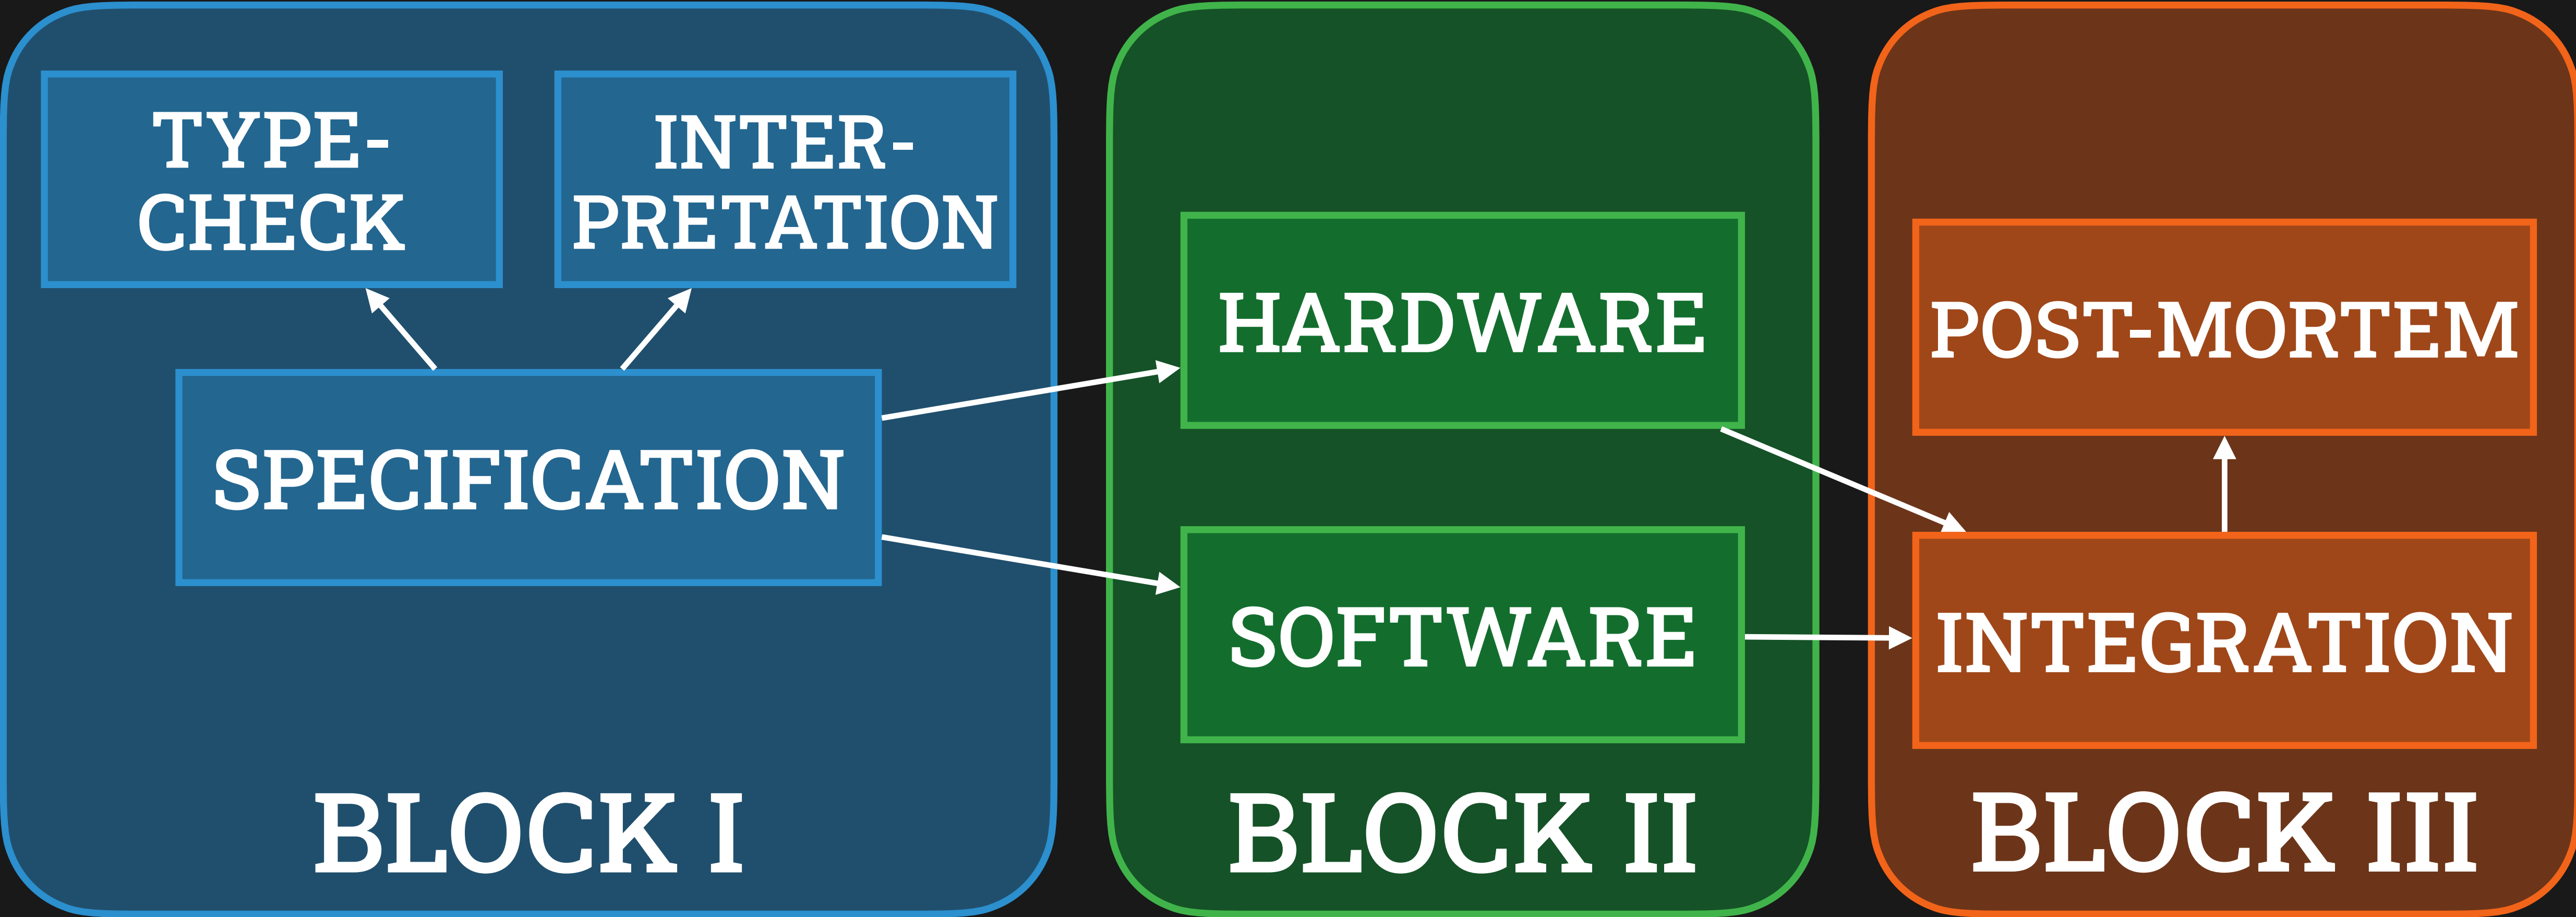 TYPE-
CHECK
INTER-
PRETATION
SPECIFICATION
BLOCK I
HARDWARE
SOFTWARE
BLOCK II
POST-MORTEM
INTEGRATION
BLOCK III